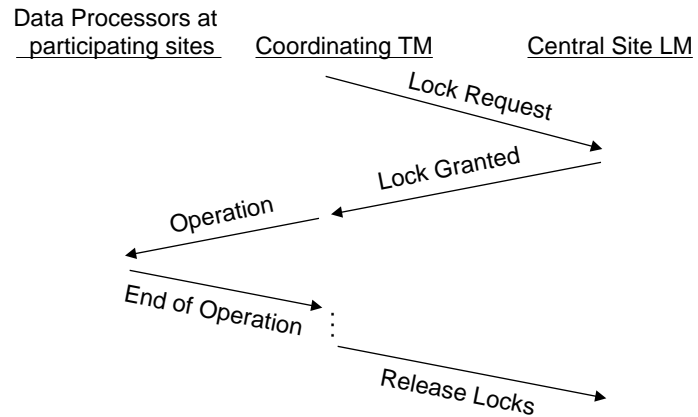 Data Processors at
participating sites
Coordinating TM
Central Site LM
Lock Request
Lock Granted
Operation
End of Operation
Release Locks